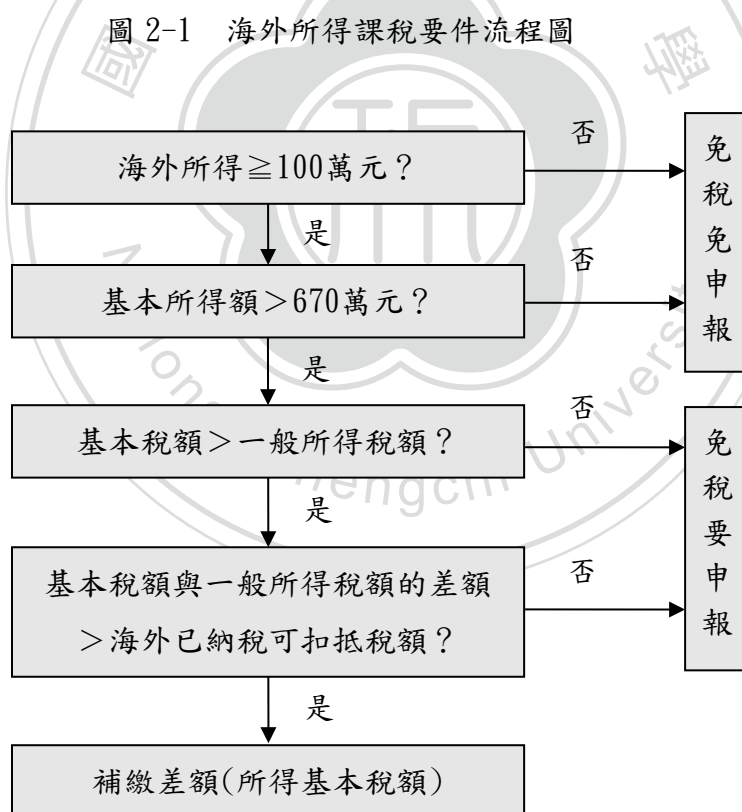 圖 2-1 海外所得課稅要件流程圖
國
學
海外所得≧100萬元？
否
免稅免申報
是
基本所得額＞670萬元？
否
是
基本稅額＞一般所得稅額？
否
免稅要申報
是
基本稅額與一般所得稅額的差額
＞海外已納稅可扣抵稅額？
否
是
補繳差額(所得基本稅額)